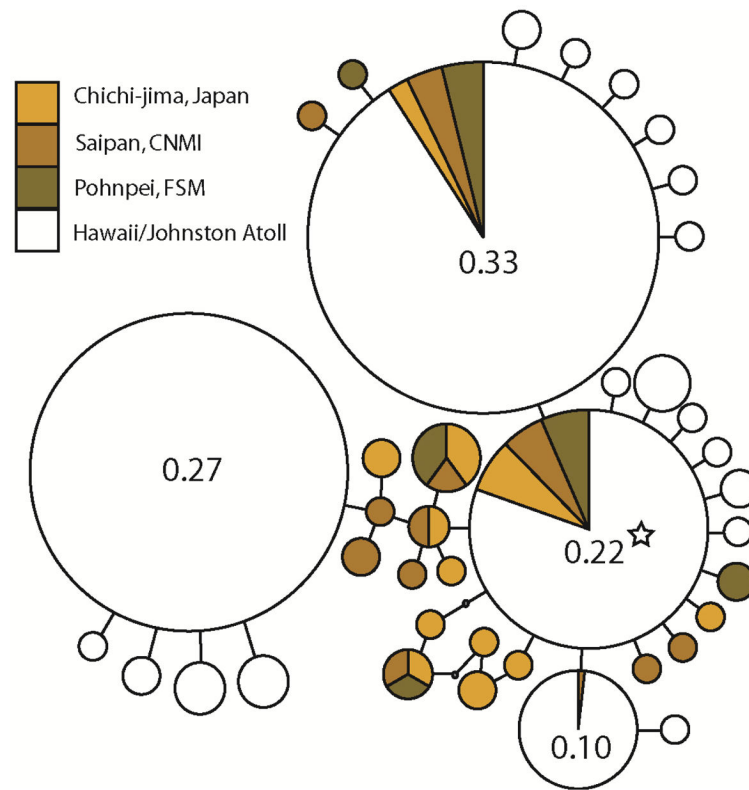 Chichi-jima, Japan
Saipan, CNMI
Pohnpei, FSM
Hawaii/Johnston Atoll
0.33
0.27
0.22
0.10